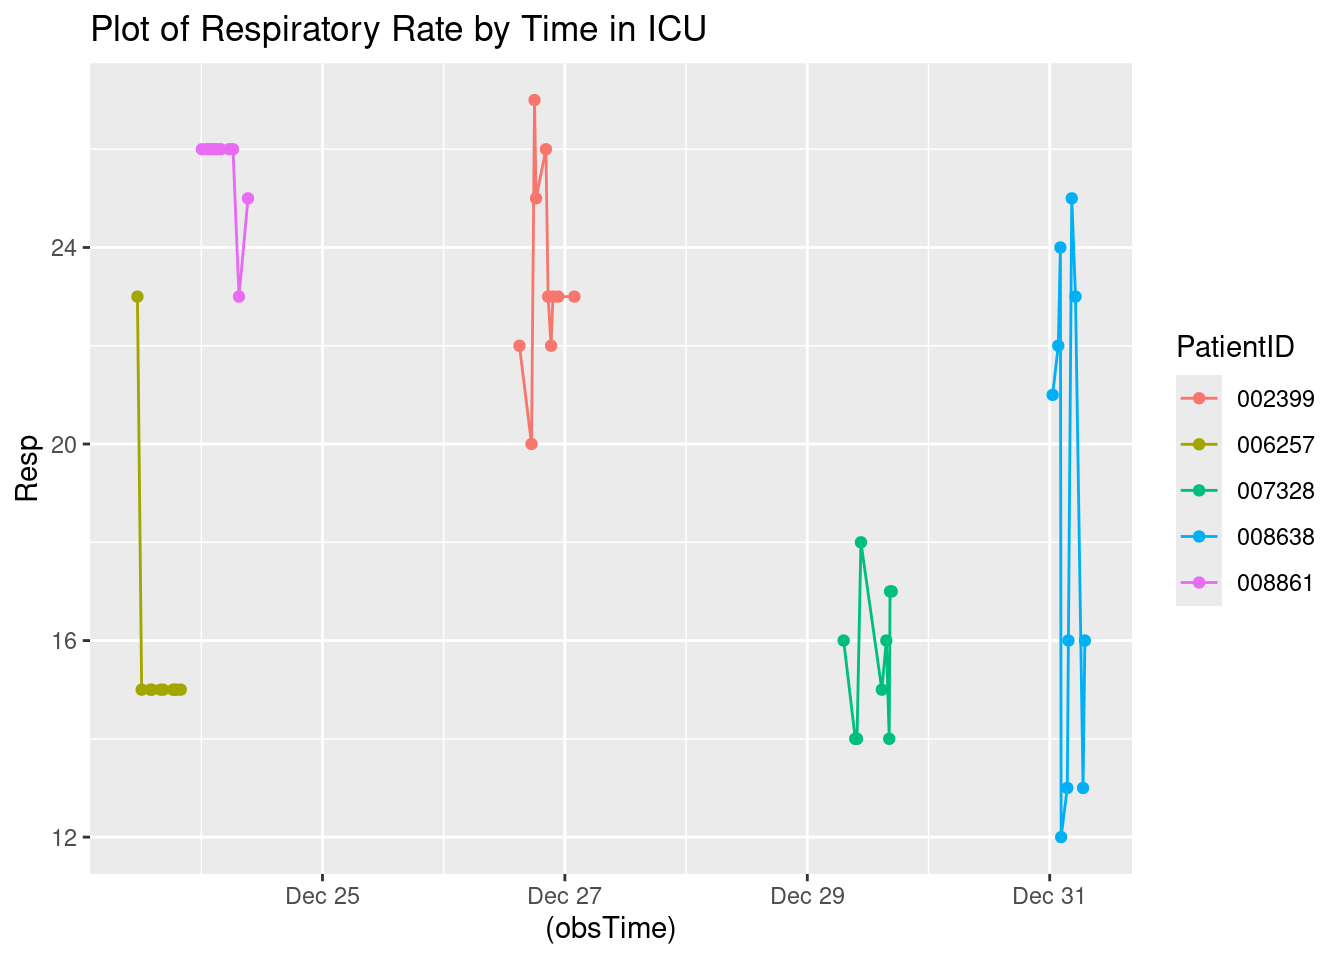 Plot of Respiratory Rate by Time in ICU
24
20
16
12
Resp
Dec 25
Dec 27
Dec 29
Dec 31
(obsTime)
PatientID
002399
006257
007328
008638
008861